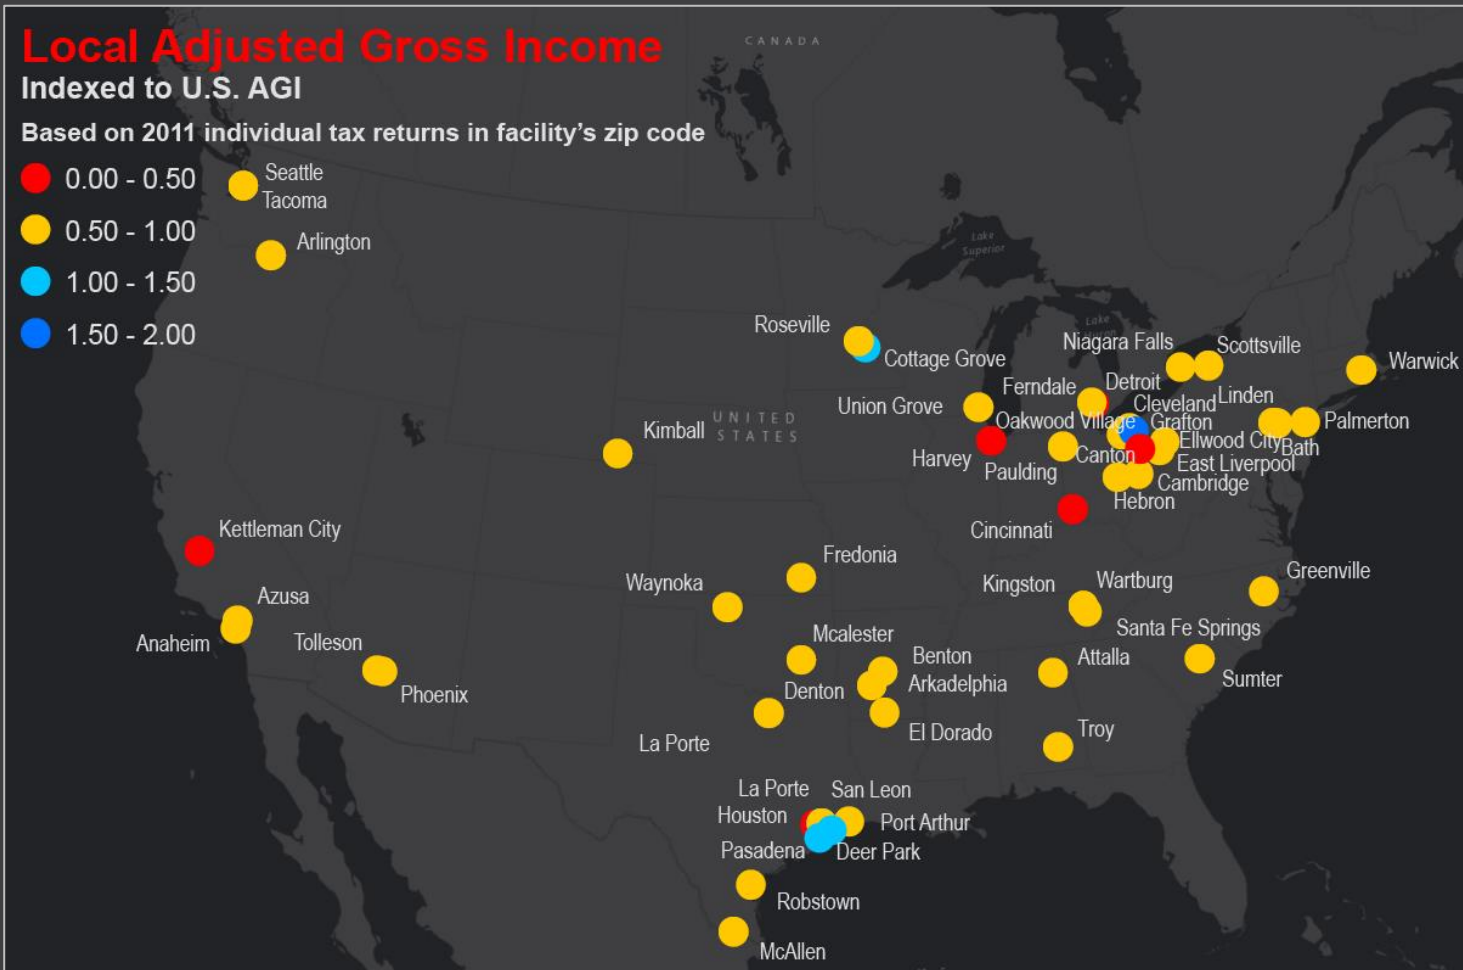 CANADA
Local Adjusted Gross Income
Indexed to U.S. AGI
Based on 2011 individual tax returns in facility's zip code
0.00 - 0.50
0.50 - 1.00
1.00 - 1.50
1.50 - 2.00
Seattle
Tacoma
Arlington
Lake
Superior
Lake
Huron
Roseville
Cottage Grove
Niagara Falls
Scottsville
Warwick
Ferndale
Detroit
Linden
Union Grove
Cleveland
UNITED
STATES
Kimball
Oakwood Village
Grafton
Palmerton
Harvey
Paulding
Canton
Ellwood City
Bath
East Liverpool
Cambridge
Hebron
Cincinnati
Kettleman City
Fredonia
Waynoka
Kingston
Wartburg
Greenville
Azusa
Anaheim
Tolleson
Phoenix
Mcalester
Santa Fe Springs
Benton
Attalla
Denton
Arkadelphia
Sumter
El Dorado
Troy
La Porte
La Porte
San Leon
Houston
Port Arthur
Pasadena
Deer Park
Robstown
McAllen